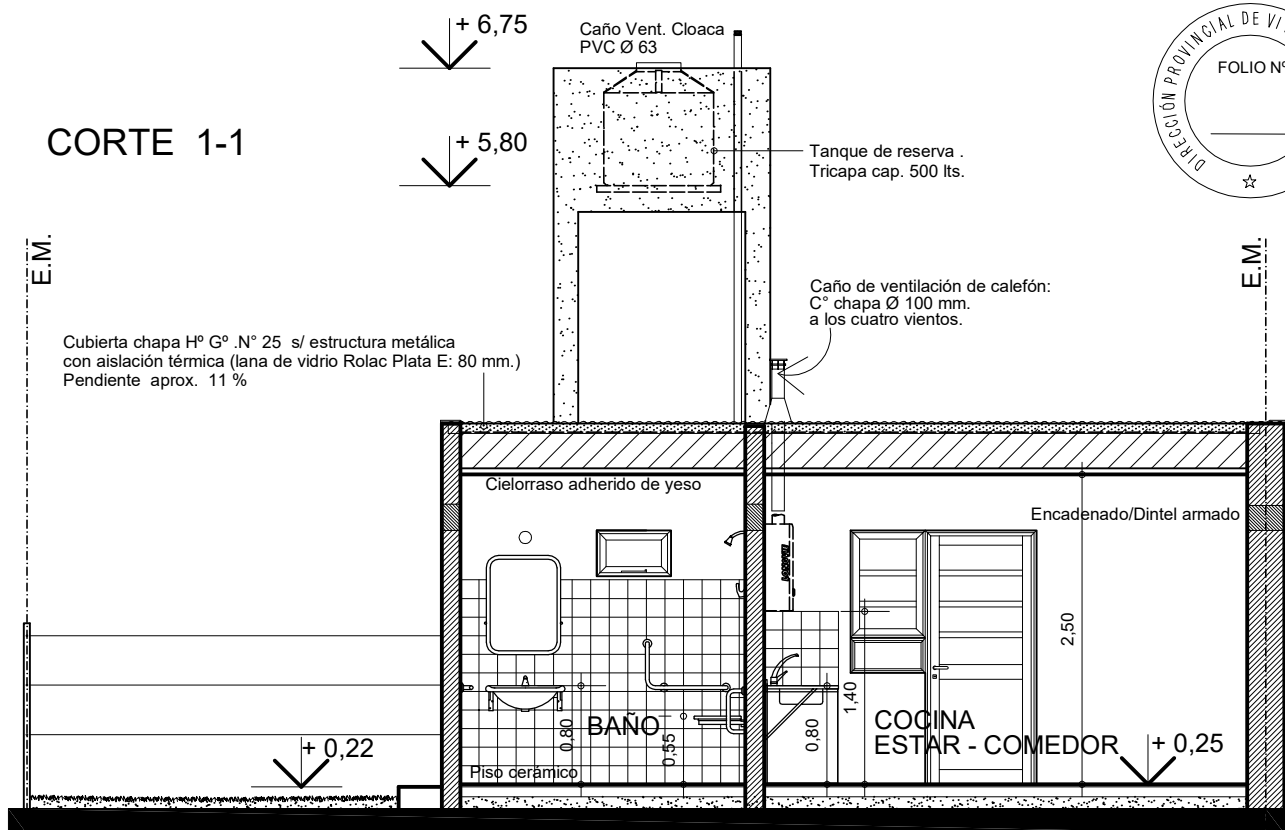 + 6,75
Caño Vent. Cloaca
PVC Ø 63
DIRECCIÓN PROVINCIAL DE
FOLIO Nº
CORTE 1-1
+ 5,80
Tanque de reserva .
Tricapa cap. 500 lts.
E.M.
E.M.
Caño de ventilación de calefón:
C° chapa Ø 100 mm.
a los cuatro vientos.
Cubierta chapa Hº Gº .N° 25 s/ estructura metálica
con aislación térmica (lana de vidrio Rolac Plata E: 80 mm.)
Pendiente aprox. 11 %
Cielorraso adherido de yeso
Encadenado/Dintel armado
2,50
1,40
0,80
BAÑO
0,55
0,80
COCINA
ESTAR - COMEDOR
+ 0,22
+ 0,25
Piso cerámico